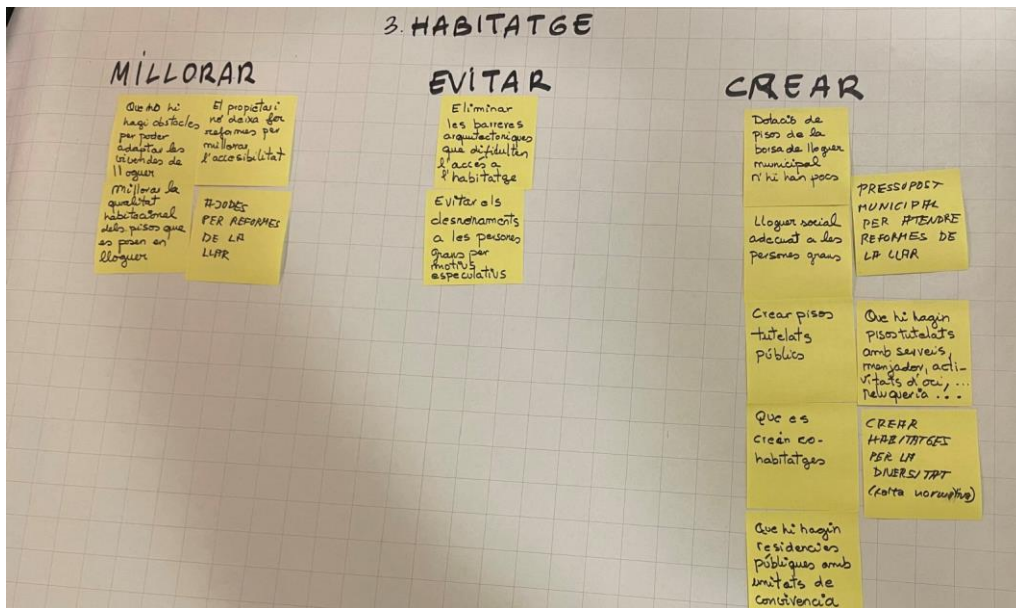 3. HABITATGE
MILLORAR
Que no hi
hagi obstacles
per poder
adaptar les
vivendes de
lloguer
El propietari
no deixa fer
reformes per
millorar
l'accesibilitat
millorar la
qualitat
habitacional
dels pisos que
es posen en
lloguer
AJUDES
PER REFORMES
DE LA
LLAR
EVITAR
Eliminar
les barreres
arquitectoniques
que dificulten
l'accés a
l'habitatge
Evitar els
desnonaments
a les persones
grans per
motius
especulatius
CREAR
Dotació de
pisos de la
borsa de lloguer
municipal
n'hi han pocs
PRESSUPOST
MUNICIPAL
PER ATENDRE
REFORMES DE
LA LLAR
Lloguer social
adecuat a les
persones grans
Crear pisos
tutelats
públics
Que hi hagin
pisos tutelats
amb serveis,
menjador, acti-
vitats d'oci, ...
perruqueria ...
Que es
crein co-
habitatges
CREAR
HABITATGES
PER LA
DIVERSITAT
(falta normativa)
Que hi hagin
residencies
públiques amb
unitats de
convivencia